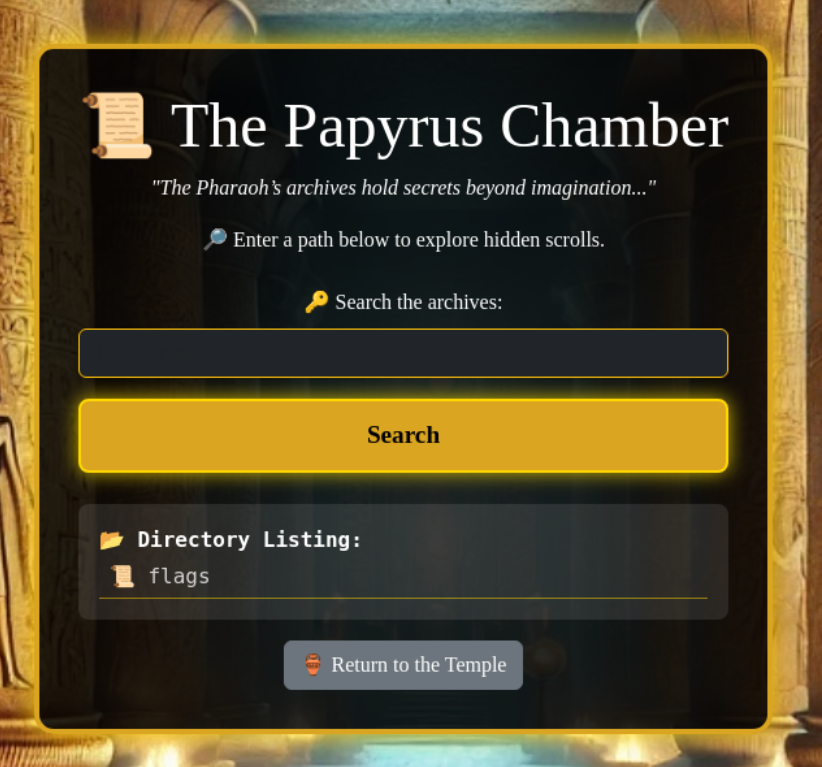 📜 The Papyrus Chamber
"The Pharaoh’s archives hold secrets beyond imagination..."
🔎 Enter a path below to explore hidden scrolls.
🔑 Search the archives:
Search
📂 Directory Listing:
📜 flags
🏺 Return to the Temple